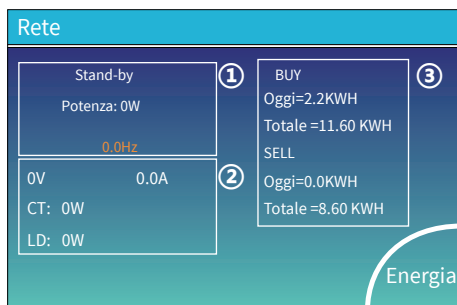 Rete
Stand-by
Potenza: 0W
0.0Hz
①
0V 0.0A
CT: 0W
LD: 0W
②
BUY
Oggi=2.2KWH
Totale =11.60 KWH
SELL
Oggi=0.0KWH
Totale =8.60 KWH
③
Energia